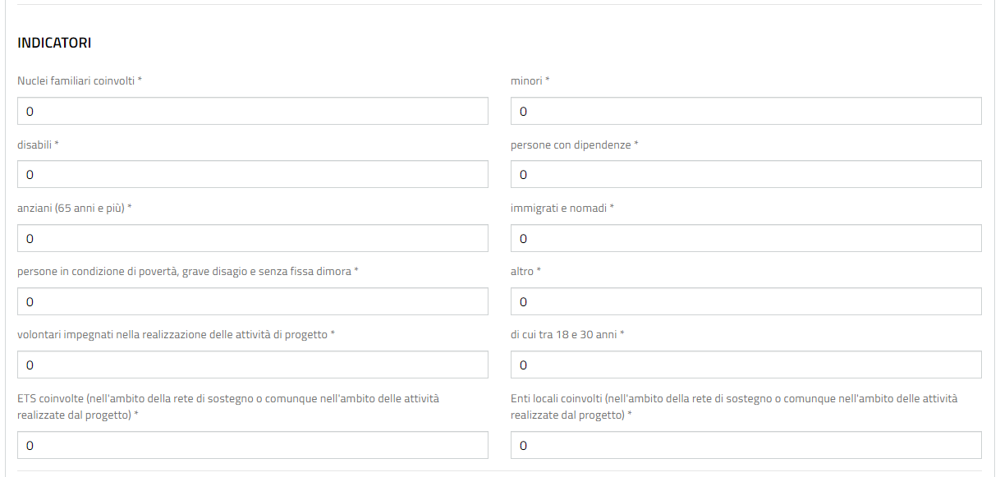 INDICATORI
Nuclei familiari coinvolti *
minori *
0
0
disabili *
persone con dipendenze *
0
0
anziani (65 anni e più) *
immigrati e nomadi *
0
0
persone in condizione di povertà, grave disagio e senza fissa dimora *
altro *
0
0
volontari impegnati nella realizzazione delle attività di progetto *
di cui tra 18 e 30 anni *
0
0
ETS coinvolte (nell'ambito della rete di sostegno o comunque nell'ambito delle attività
realizzate dal progetto) *
Enti locali coinvolti (nell'ambito della rete di sostegno o comunque nell'ambito delle attività
realizzate dal progetto) *
0
0